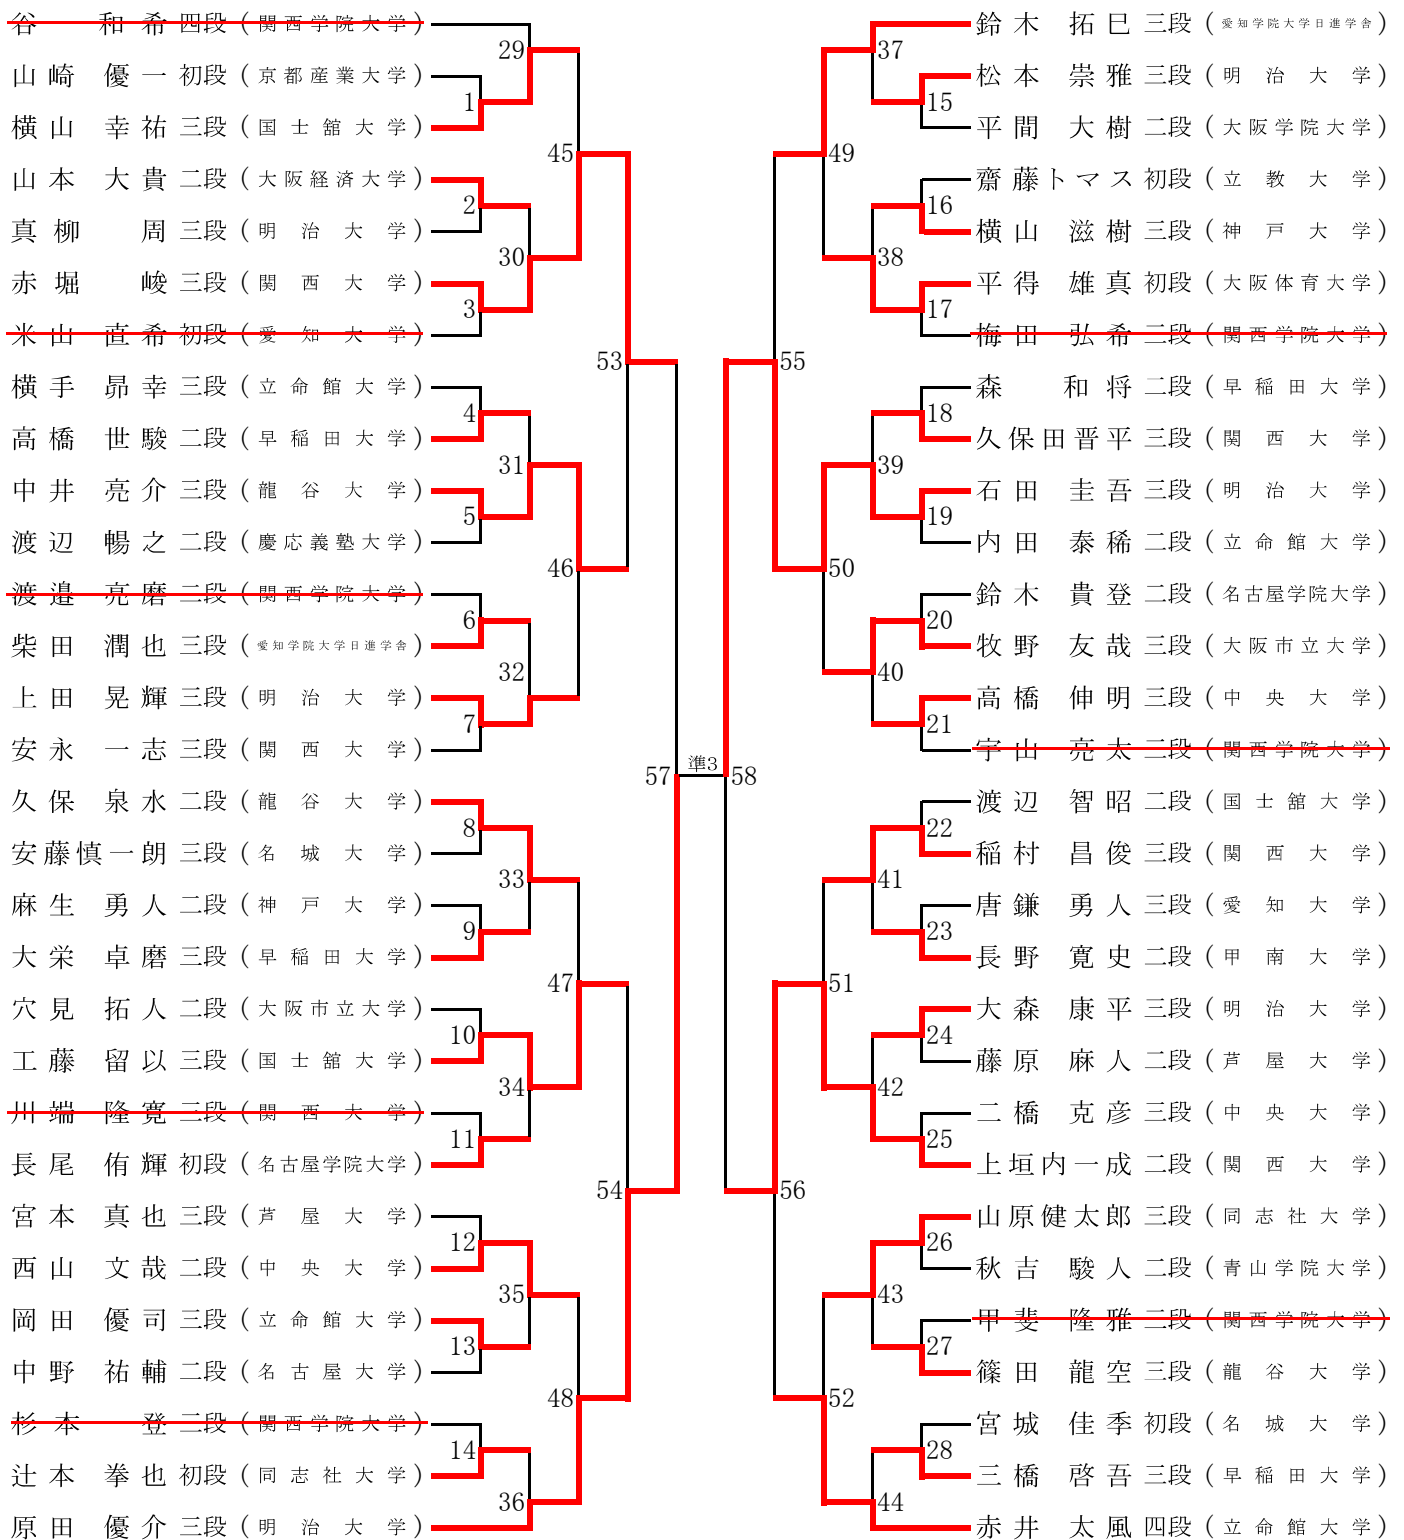 谷 和希 四段 (関西学院大学)
山崎 優一 初段 (京都産業大学)
横山 幸祐 三段 (国士舘大学)
山本 大貴 二段 (大阪経済大学)
真柳 周 三段 (明治大学)
赤堀 峻 三段 (関西大学)
米山 直希 初段 (愛知大学)
横手 昴幸 三段 (立命館大学)
高橋 世駿 二段 (早稲田大学)
中井 亮介 三段 (龍谷大学)
渡辺 暢之 二段 (慶応義塾大学)
渡邉 亮磨 二段 (関西学院大学)
柴田 潤也 三段 (愛知学院大学日進学舎)
上田 晃輝 三段 (明治大学)
安永 一志 三段 (関西大学)
久保 泉水 二段 (龍谷大学)
安藤慎一朗 三段 (名城大学)
麻生 勇人 二段 (神戸大学)
大栄 卓磨 三段 (早稲田大学)
穴見 拓人 二段 (大阪市立大学)
工藤 留以 三段 (国士舘大学)
川端 隆寛 三段 (関西大学)
長尾 侑輝 初段 (名古屋学院大学)
宮本 真也 三段 (芦屋大学)
西山 文哉 二段 (中央大学)
岡田 優司 三段 (立命館大学)
中野 祐輔 二段 (名古屋大学)
杉本 登 三段 (関西学院大学)
辻本 拳也 初段 (同志社大学)
原田 優介 三段 (明治大学)
1
2
3
4
5
6
7
8
9
10
11
12
13
14
29
30
31
32
33
34
35
36
45
46
47
48
53
54
57
準3
58
55
56
49
50
51
52
37
38
39
40
41
42
43
44
15
16
17
18
19
20
21
22
23
24
25
26
27
28
鈴木 拓巳 三段 (愛知学院大学日進学舎)
松本 崇雅 三段 (明治大学)
平間 大樹 二段 (大阪学院大学)
齋藤トマス 初段 (立教大学)
横山 滋樹 三段 (神戸大学)
平得 雄真 初段 (大阪体育大学)
梅田 弘希 三段 (関西学院大学)
森 和将 二段 (早稲田大学)
久保田晋平 三段 (関西大学)
石田 圭吾 三段 (明治大学)
内田 泰稀 二段 (立命館大学)
鈴木 貴登 二段 (名古屋学院大学)
牧野 友哉 三段 (大阪市立大学)
高橋 伸明 三段 (中央大学)
宇山 亮太 二段 (関西学院大学)
渡辺 智昭 二段 (国士舘大学)
稲村 昌俊 三段 (関西大学)
唐鎌 勇人 三段 (愛知大学)
長野 寛史 二段 (甲南大学)
大森 康平 三段 (明治大学)
藤原 麻人 二段 (芦屋大学)
二橋 克彦 三段 (中央大学)
上垣内一成 二段 (関西大学)
山原健太郎 三段 (同志社大学)
秋吉 駿人 二段 (青山学院大学)
甲斐 隆雅 二段 (関西学院大学)
篠田 龍空 三段 (龍谷大学)
宮城 佳季 初段 (名城大学)
三橋 啓吾 三段 (早稲田大学)
赤井 太風 四段 (立命館大学)